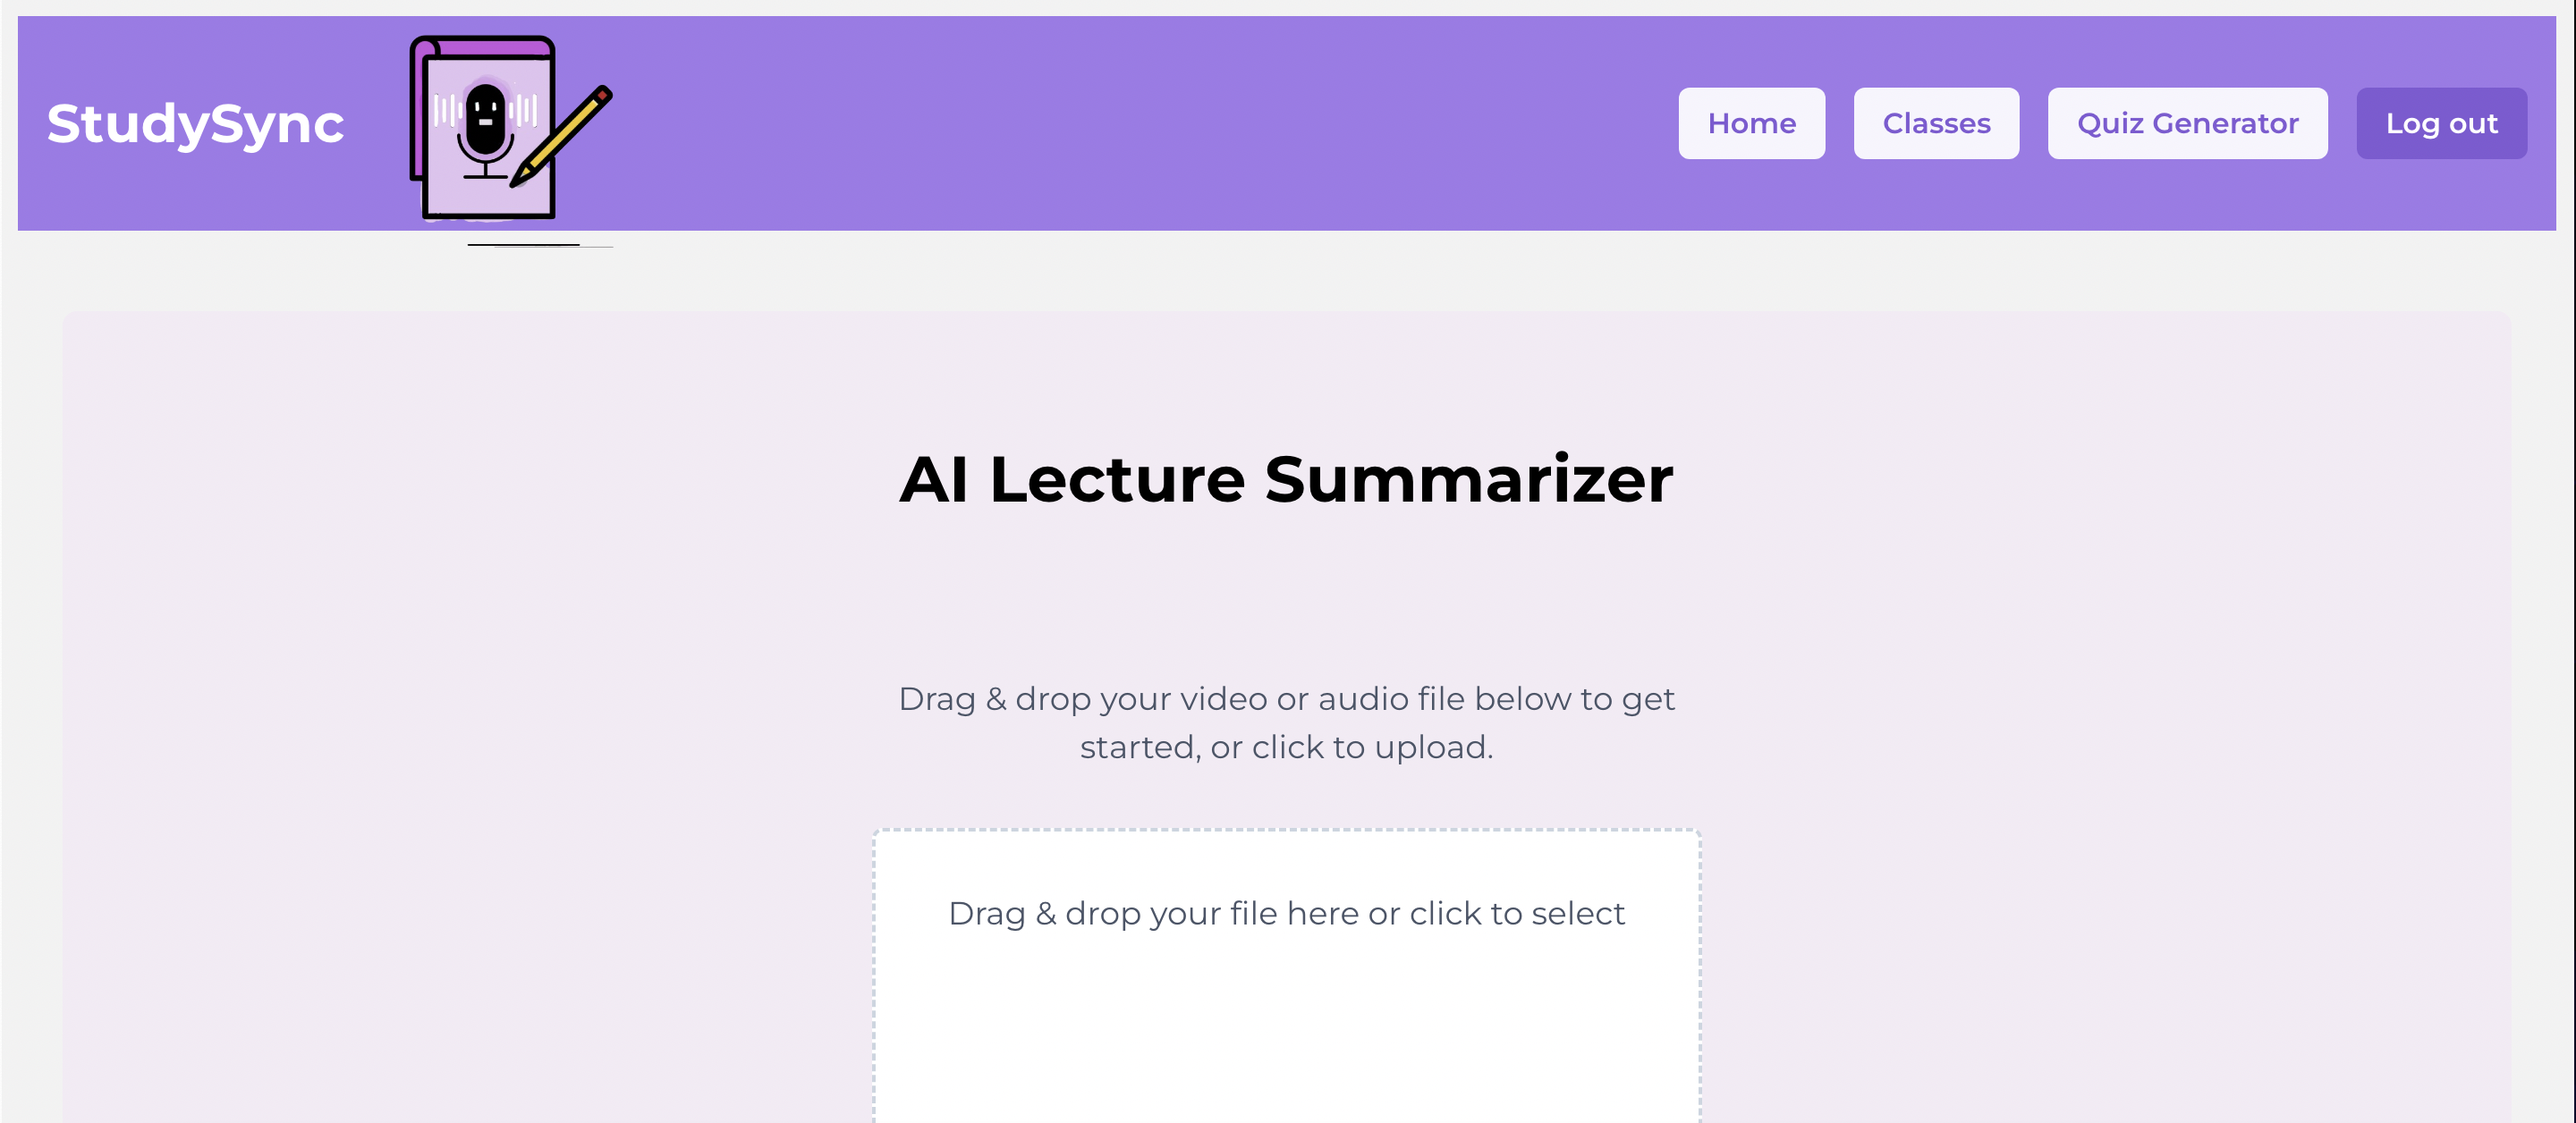 StudySync
Home
Classes
Quiz Generator
Log out
AI Lecture Summarizer
Drag & drop your video or audio file below to get
started, or click to upload.
Drag & drop your file here or click to select